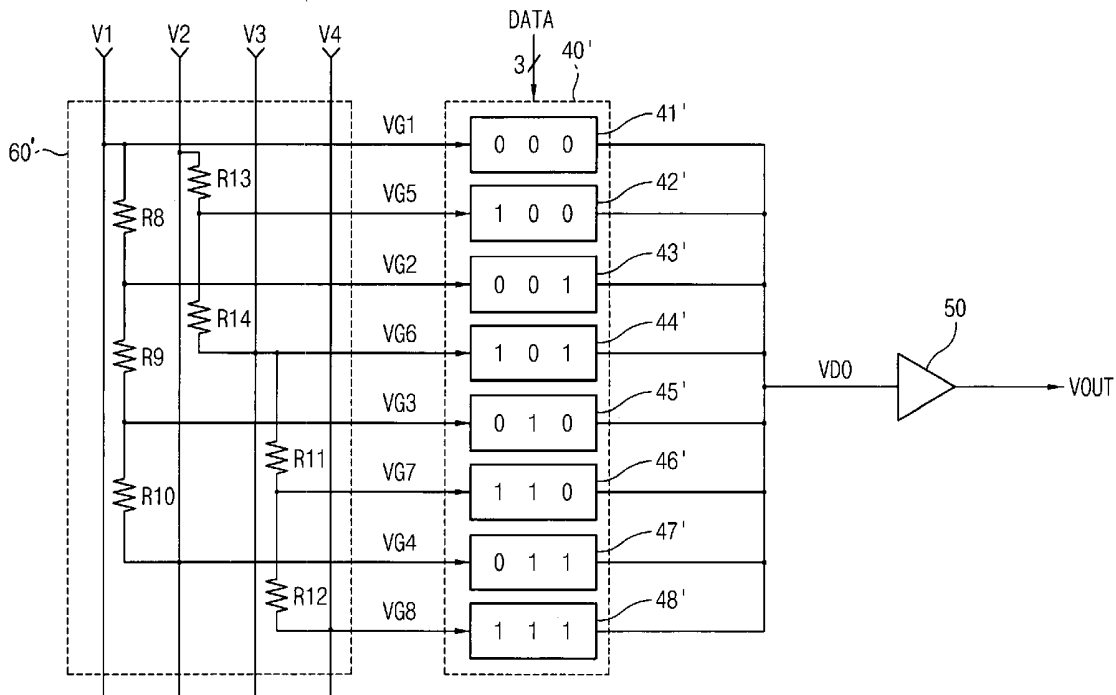 V1 V2 V3 V4 DATA
3 40'
60'
VG1 0 0 0 41'
R13
R8 VG5 1 0 0 42'
VG2 0 0 1 43'
R14
R9 VG6 1 0 1 44'
50
VDO VOUT
VG3 0 1 0 45'
R11
R10 VG7 1 1 0 46'
VG4 0 1 1 47'
R12
VG8 1 1 1 48'